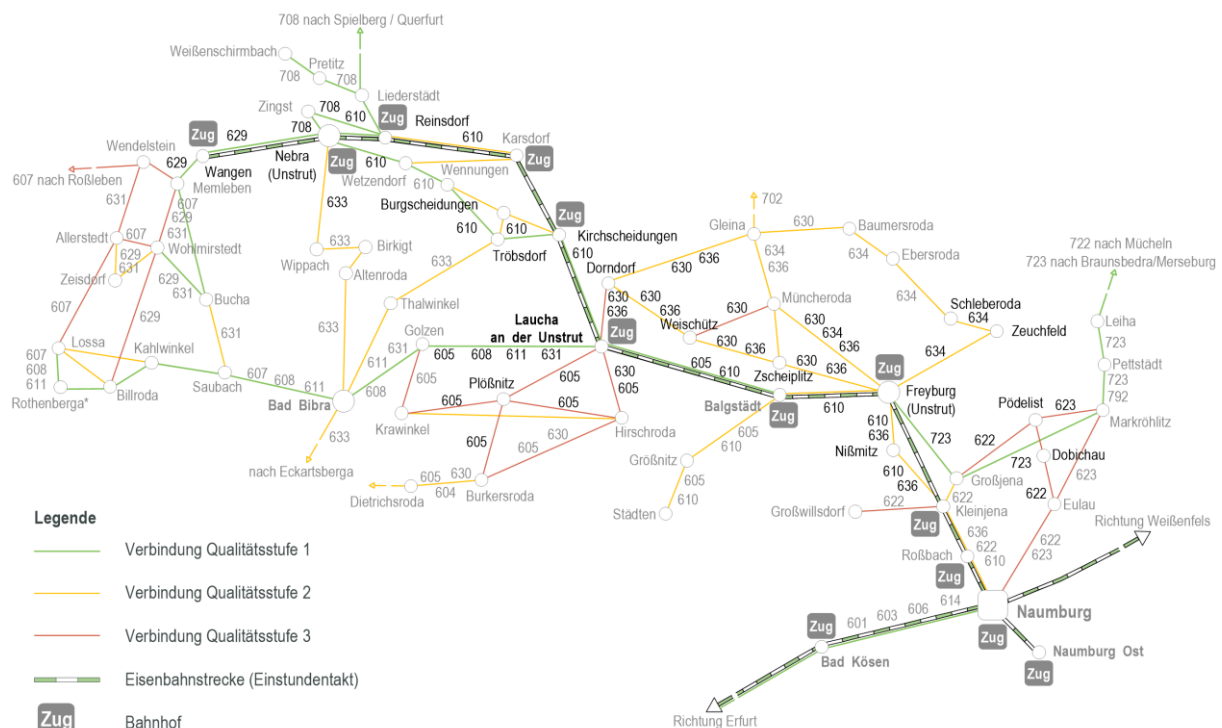 708 nach Spielberg / Querfurt
Weißenschirmbach
Pretitz
708
708
Liederstädt
Zingst
708
610
Zug
Reinsdorf
Zug
629
708
610
Karsdorf
Wendelstein
Wangen
Nebra
(Unstrut)
Zug
Zug
629
607 nach Roßleben
Memleben
610
Wetzendorf
Wennungen
610
607
629
631
633
Burgscheidungen
610
610
Zug
Kirchscheidungen
610
702
Gleina
630
Baumersroda
Allerstedt
607
631
Wohlmirstedt
629
631
Zeisdorf
633
Birkigt
Wippach
Altenroda
Tröbsdorf
633
Dorndorf
630
636
634
636
634
Ebersroda
722 nach Mücheln
723 nach Braunsbedra/Merseburg
629
631
Bucha
Thalwinkel
630
636
630
636
630
Müncheroda
634
Schleberoda
634
Zeuchfeld
607
629
633
Golzen
Laucha
an der Unstrut
Zug
Weischütz
630
634
Leiha
723
Lossa
Kahlwinkel
631
631
605
608
611
631
630
636
630
636
634
Pettstädt
607
608
611
Saubach
607
608
611
611
608
605
Plößnitz
605
630
605
605
610
Zscheiplitz
Zug
723
792
Rothenberga*
Billroda
Bad Bibra
605
605
Balgstädt
Zug
610
Freyburg
(Unstrut)
Pödelist
623
Markröhlitz
Krawinkel
Hirschroda
610
636
723
622
633
605
630
605
610
Nißmitz
723
Dobichau
nach Eckartsberga
Größnitz
610
636
623
605
604
630
605
610
622
Großjena
622
Eulau
Dietrichsroda
Burkersroda
Städten
Großwillsdorf
622
Kleinjena
Richtung Weißenfels
Legende
Zug
636
622
610
622
623
Verbindung Qualitätsstufe 1
Roßbach
Zug
Verbindung Qualitätsstufe 2
614
Naumburg
606
603
601
Zug
Zug
Verbindung Qualitätsstufe 3
Bad Kösen
Naumburg Ost
Zug
Eisenbahnstrecke (Einstundentakt)
Zug
Bahnhof
Richtung Erfurt